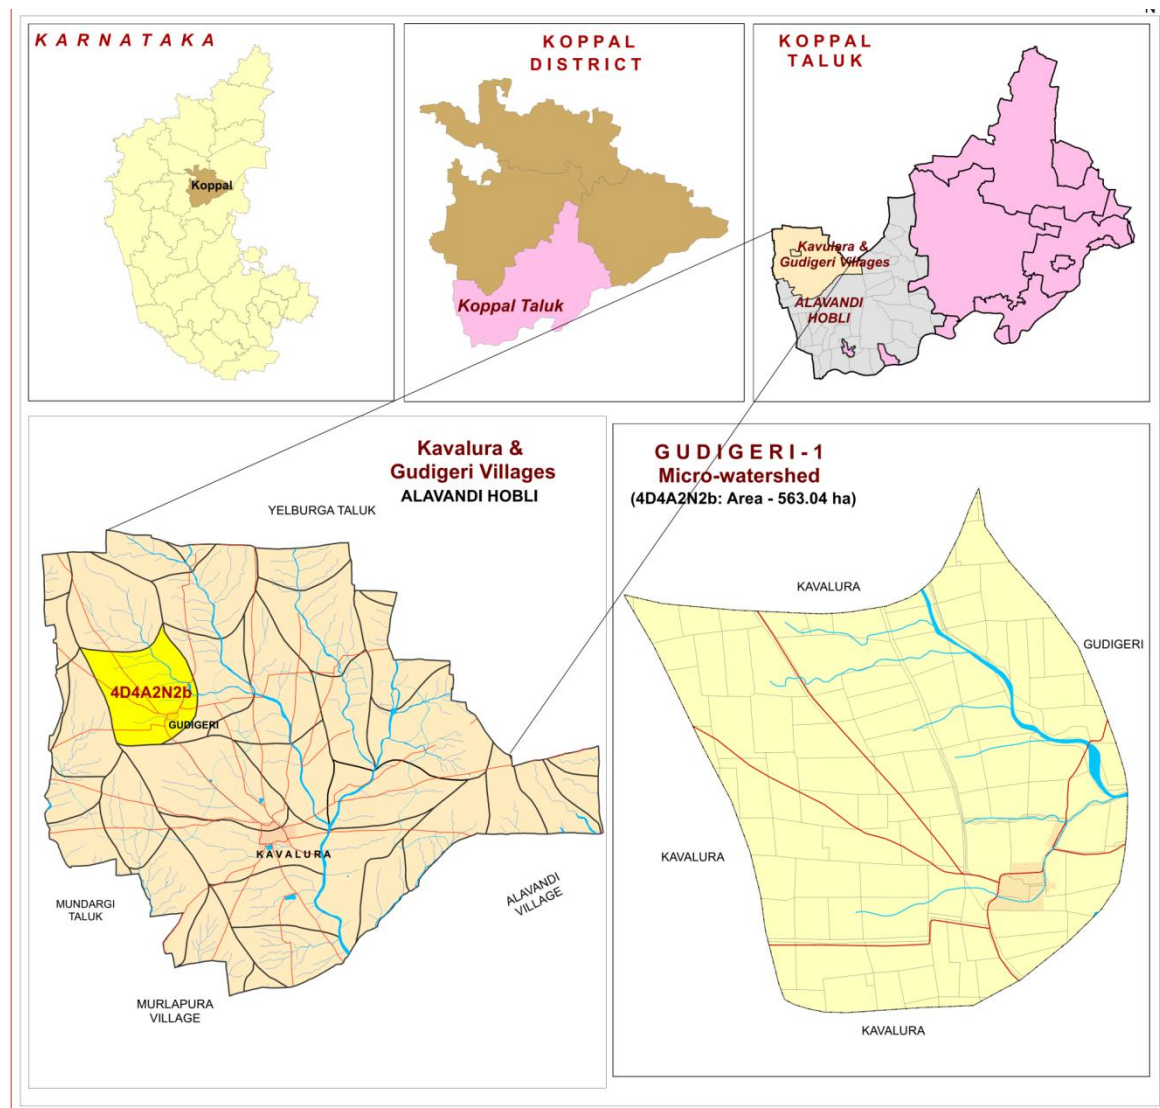 N
KARNATAKA
Koppal
KOPPAL
DISTRICT
Koppal Taluk
KOPPAL
TALUK
Kavulara &
Gudigeri Villages
ALAVANDI
HOBLI
Kavalura &
Gudigeri Villages
ALAVANDI HOBLI
YELBURGA TALUK
4D4A2N2b
GUDIGERI
KAVALURA
MUNDARGI
TALUK
ALAVANDI
VILLAGE
MURLAPURA
VILLAGE
GUDIGERI-1
Micro-watershed
(4D4A2N2b: Area - 563.04 ha)
KAVALURA
GUDIGERI
KAVALURA
KAVALURA